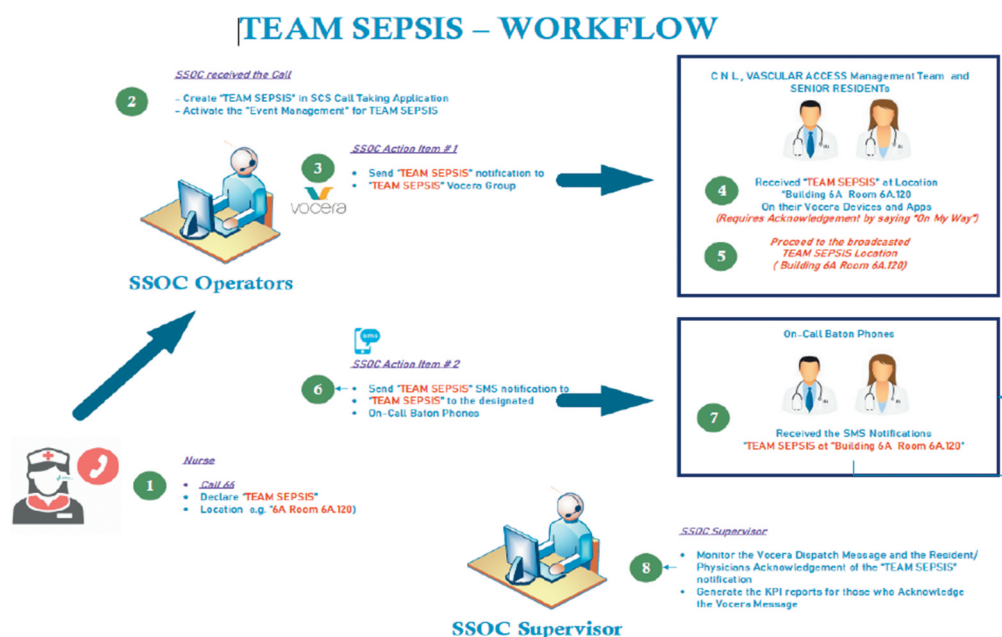 TEAM SEPSIS – WORKFLOW
SSOC received the Call
2
– Create "TEAM SEPSIS" in SCS Call Taking Application
– Activate the "Event Management" for TEAM SEPSIS
SSOC Action Item # 1
3
• Send "TEAM SEPSIS" notification to
• "TEAM SEPSIS" Vocera Group
vocera
SSOC Operators
C N L, VASCULAR ACCESS Management Team and
SENIOR RESIDENTs
4
Received "TEAM SEPSIS" at Location
"Building 6A Room 6A.120
On their Vocera Devices and Apps
(Requires Acknowledgement by saying "On My Way")
5
Proceed to the broadcasted
TEAM SEPSIS Location
( Building 6A Room 6A.120)
sms
SSOC Action Item # 2
6
• Send "TEAM SEPSIS" SMS notification to
• "TEAM SEPSIS" to the designated
• On-Call Baton Phones
On-Call Baton Phones
7
Received the SMS Notifications
"TEAM SEPSIS at "Building 6A Room 6A.120"
Nurse
1
• Call 66
• Declare "TEAM SEPSIS"
• Location e.g. "6A Room 6A.120)
SSOC Supervisor
8
• Monitor the Vocera Dispatch Message and the Resident/
Physicians Acknowledgement of the "TEAM SEPSIS"
notification
• Generate the KPI reports for those who Acknowledge
the Vocera Message
SSOC Supervisor